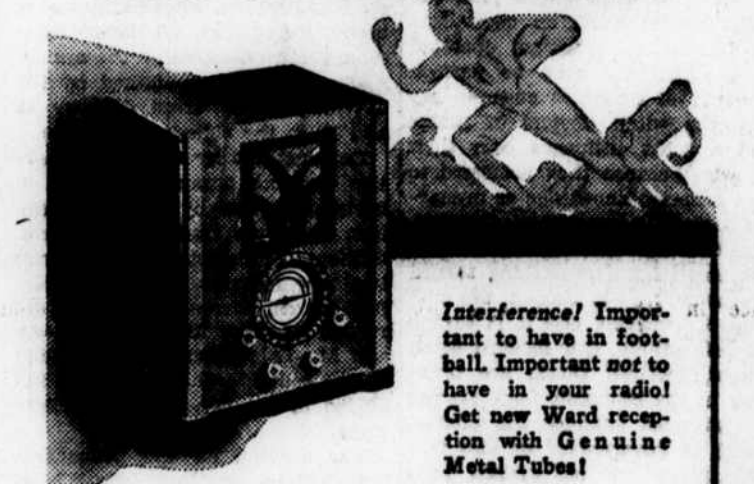 Interference! Impor-
tant to have in foot-
ball. Important not to
have in your radio!
Get new Ward recep-
tion with Genuine
Metal Tubes!